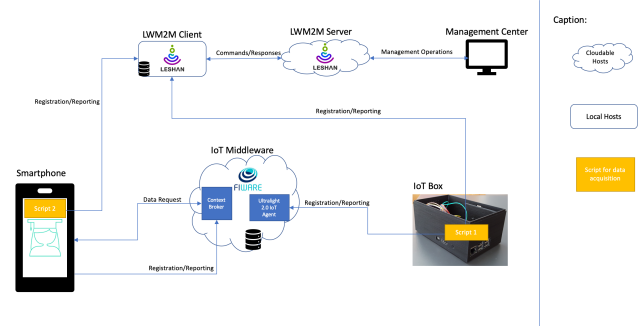 LWM2M Client
LWM2M Server
Management Center
Caption:
LESHAN
Commands/Responses
LESHAN
Management Operations
Cloudable
Hosts
Registration/Reporting
Registration/Reporting
Local Hosts
IoT Middleware
Smartphone
FIWARE
Script for data
acquisition
IoT Box
Script 2
Data Request
Context
Broker
Ultralight
2.0 IoT
Agent
Registration/Reporting
Script 1
Registration/Reporting